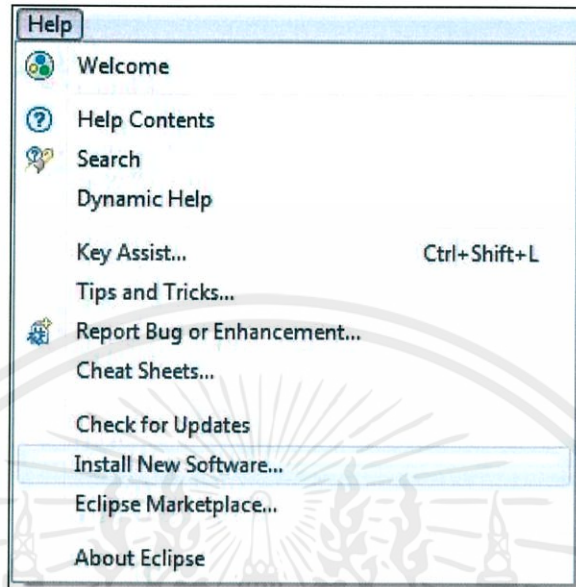 Help
Welcome
Help Contents
Search
Dynamic Help
Key Assist... Ctrl+Shift+L
Tips and Tricks...
Report Bug or Enhancement...
Cheat Sheets...
Check for Updates
Install New Software...
Eclipse Marketplace...
About Eclipse